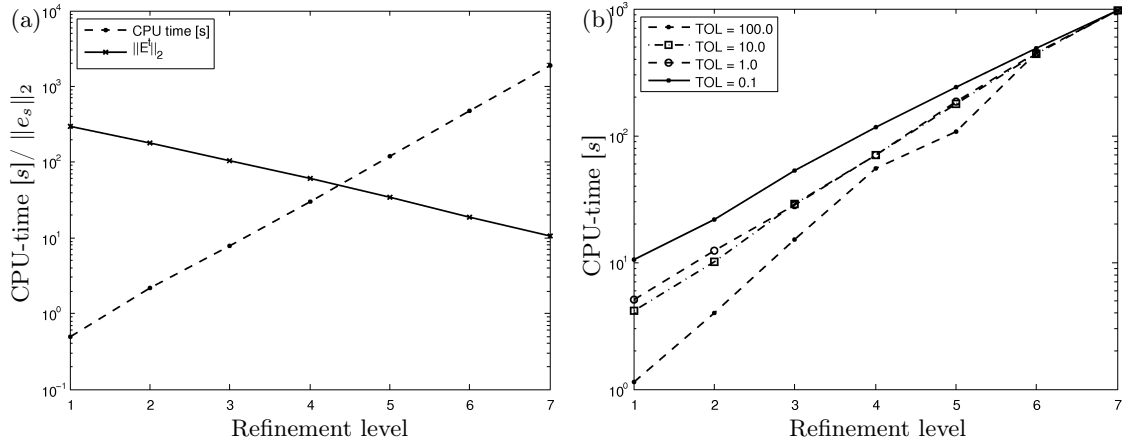 (a)
CPU time [s]
||E^t||_2
10^4
10^3
10^2
10^1
10^0
10^-1
CPU-time [s]/ ||e_s||_2
1 2 3 4 5 6 7
Refinement level
(b)
TOL = 100.0
TOL = 10.0
TOL = 1.0
TOL = 0.1
10^3
10^2
10^1
10^0
CPU-time [s]
1 2 3 4 5 6 7
Refinement level